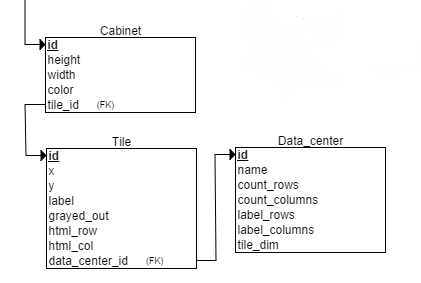 Cabinet
id
height
width
color
tile_id (FK)
Tile
id
x
y
label
grayed_out
html_row
html_col
data_center_id (FK)
Data_center
id
name
count_rows
count_columns
label_rows
label_columns
tile_dim